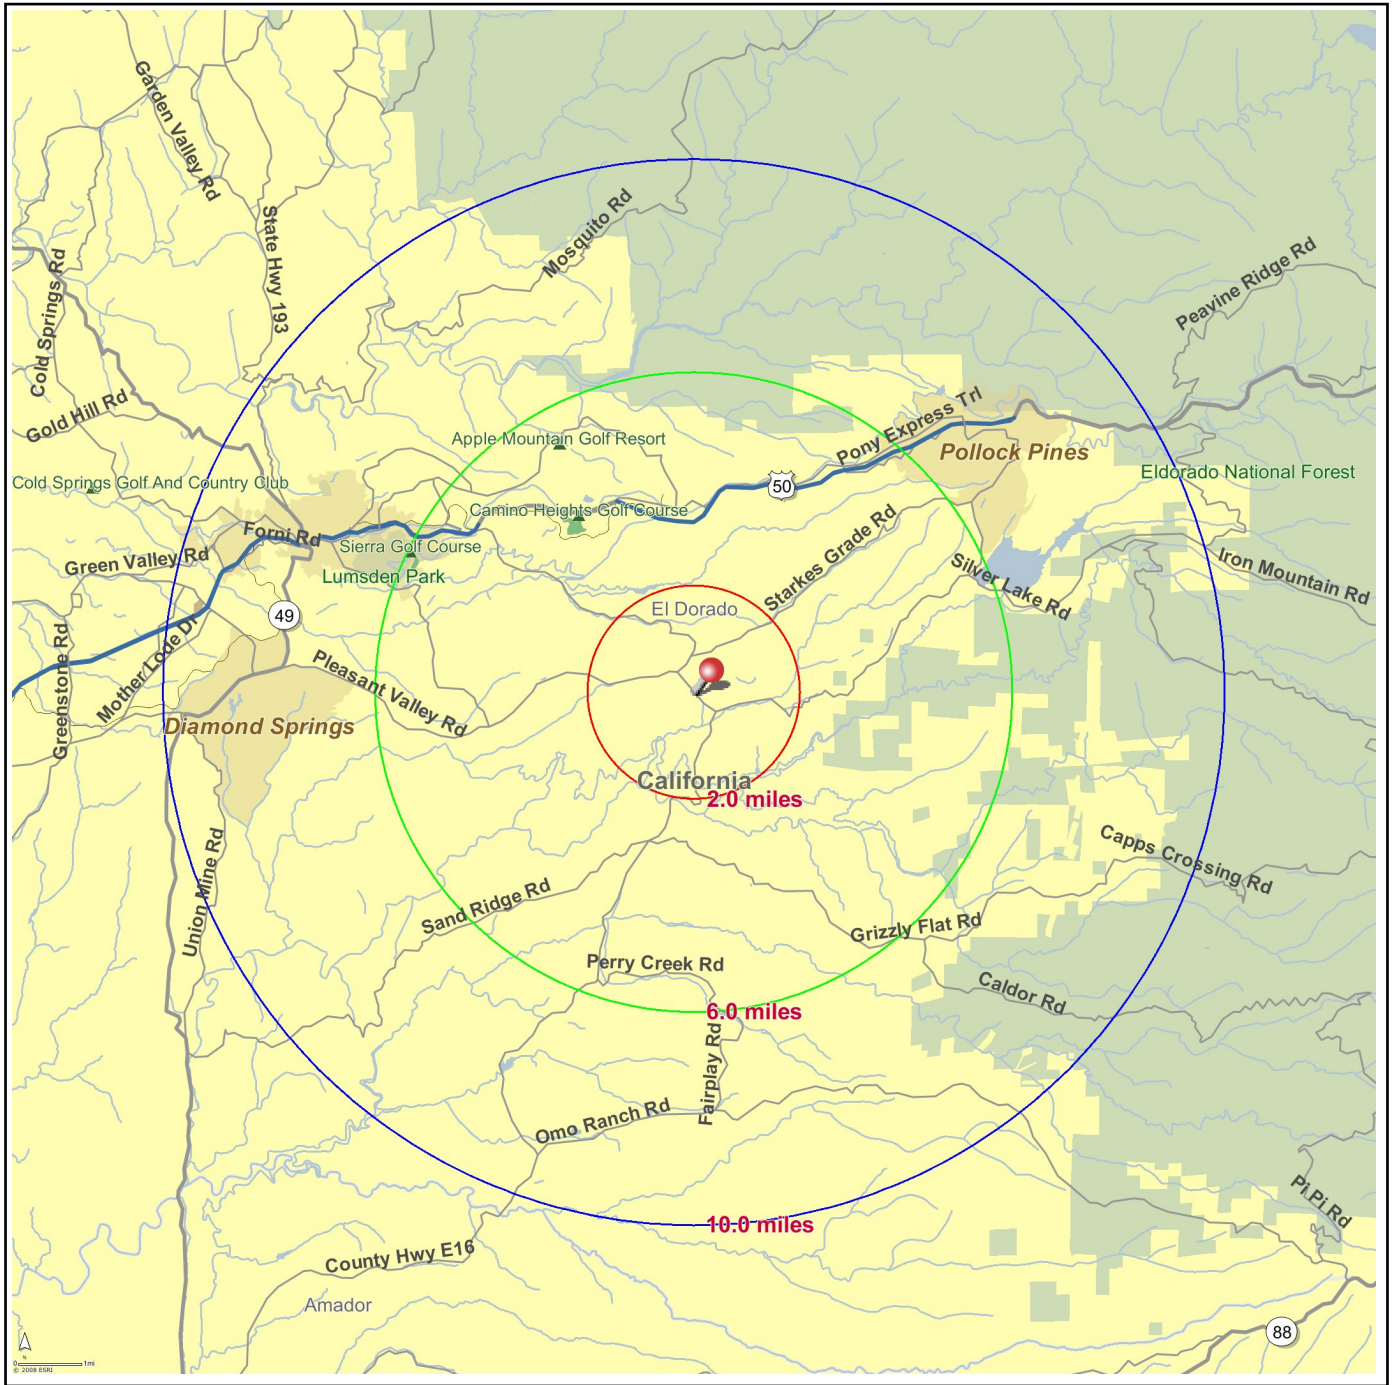 Garden Valley Rd
State Hwy 193
Mosquito Rd
Cold Springs Rd
Peavine Ridge Rd
Gold Hill Rd
Pony Express Trl
Apple Mountain Golf Resort
Pollock Pines
Eldorado National Forest
Cold Springs Golf And Country Club
50
Camino Heights Golf Course
Forni Rd
Sierra Golf Course
Green Valley Rd
Lumsden Park
Starkes Grade Rd
Iron Mountain Rd
Silver Lake Rd
El Dorado
49
Greenstone Rd
Mother Lode Dr
Pleasant Valley Rd
Diamond Springs
California
2.0 miles
Union Mine Rd
Capps Crossing Rd
Sand Ridge Rd
Grizzly Flat Rd
Perry Creek Rd
Caldor Rd
6.0 miles
Fairplay Rd
Omo Ranch Rd
Pi Pi Rd
10.0 miles
County Hwy E16
Amador
88
0 1mi
© 2008 ESRI